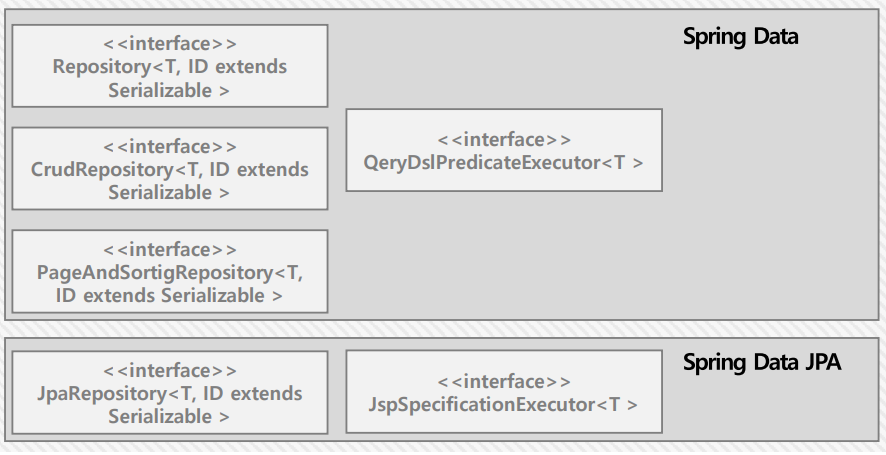 Spring Data
<<interface>>
Repository<T, ID extends
Serializable >
<<interface>>
CrudRepository<T, ID extends
Serializable >
<<interface>>
PageAndSortigRepository<T,
ID extends Serializable >
<<interface>>
QeryDslPredicateExecutor<T >
Spring Data JPA
<<interface>>
JpaRepository<T, ID extends
Serializable >
<<interface>>
JspSpecificationExecutor<T >